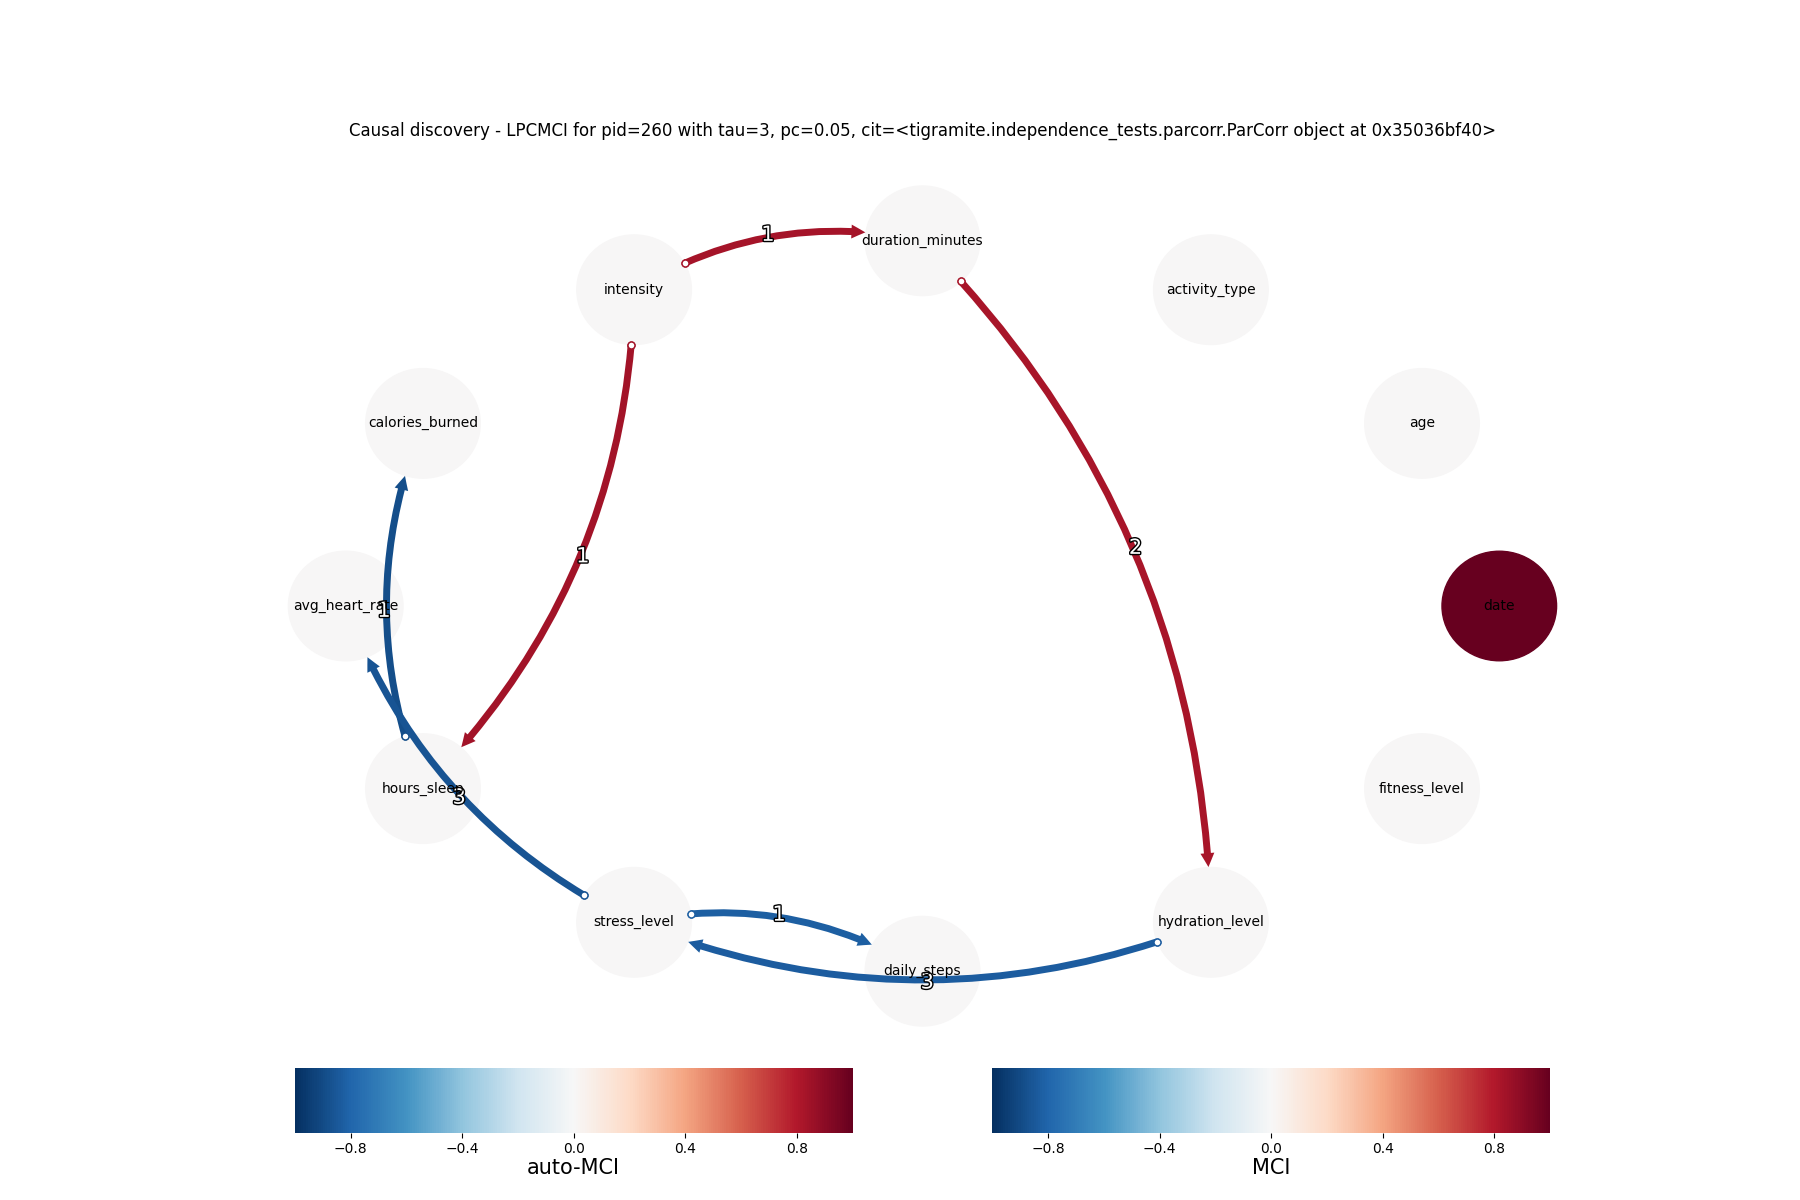 Causal discovery - LPCMCI for pid=260 with tau=3, pc=0.05, cit=<tigramite.independence_tests.parcorr.ParCorr object at 0x35036bf40>
1
duration_minutes
intensity
activity_type
calories_burned
age
1
2
avg_heart_rate
1
date
hours_sleep
3
fitness_level
stress_level
1
hydration_level
daily_steps
3
−0.8 −0.4 0.0 0.4 0.8
auto-MCI
−0.8 −0.4 0.0 0.4 0.8
MCI